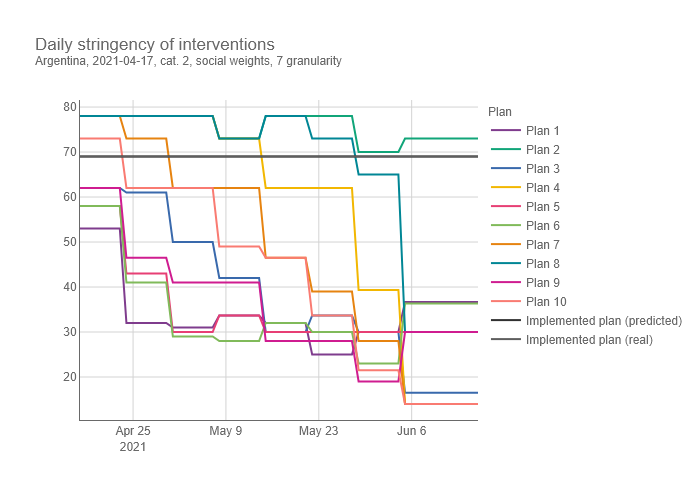 Daily stringency of interventions
Argentina, 2021-04-17, cat. 2, social weights, 7 granularity
Plan
Plan 1
Plan 2
Plan 3
Plan 4
Plan 5
Plan 6
Plan 7
Plan 8
Plan 9
Plan 10
Implemented plan (predicted)
Implemented plan (real)
80
70
60
50
40
30
20
Apr 25 May 9 May 23 Jun 6
2021